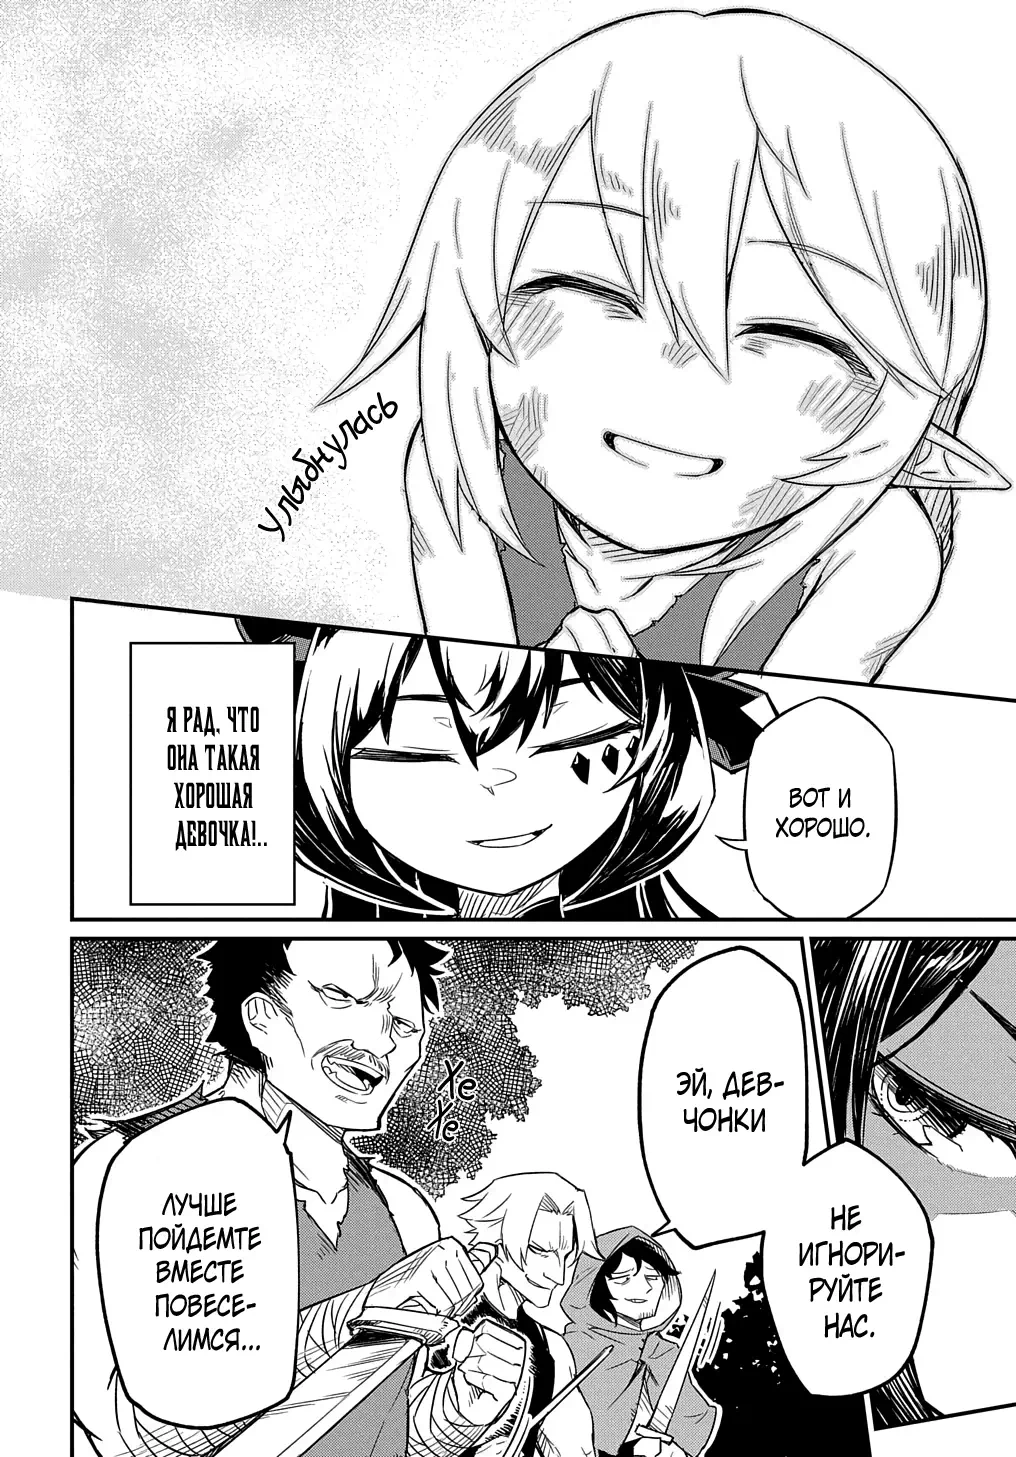 Улыбнулась
ВОТ И
ХОРОШО.
Я РАД, ЧТО
ОНА ТАКАЯ
ХОРОШАЯ
ДЕВОЧКА!..
ЭЙ, ДЕВ-
ЧОНКИ
НЕ
ИГНОРИ-
РУЙТЕ
НАС.
Хе
Хе
ЛУЧШЕ
ПОЙДЕМТЕ
ВМЕСТЕ
ПОВЕСЕ-
ЛИМСЯ...